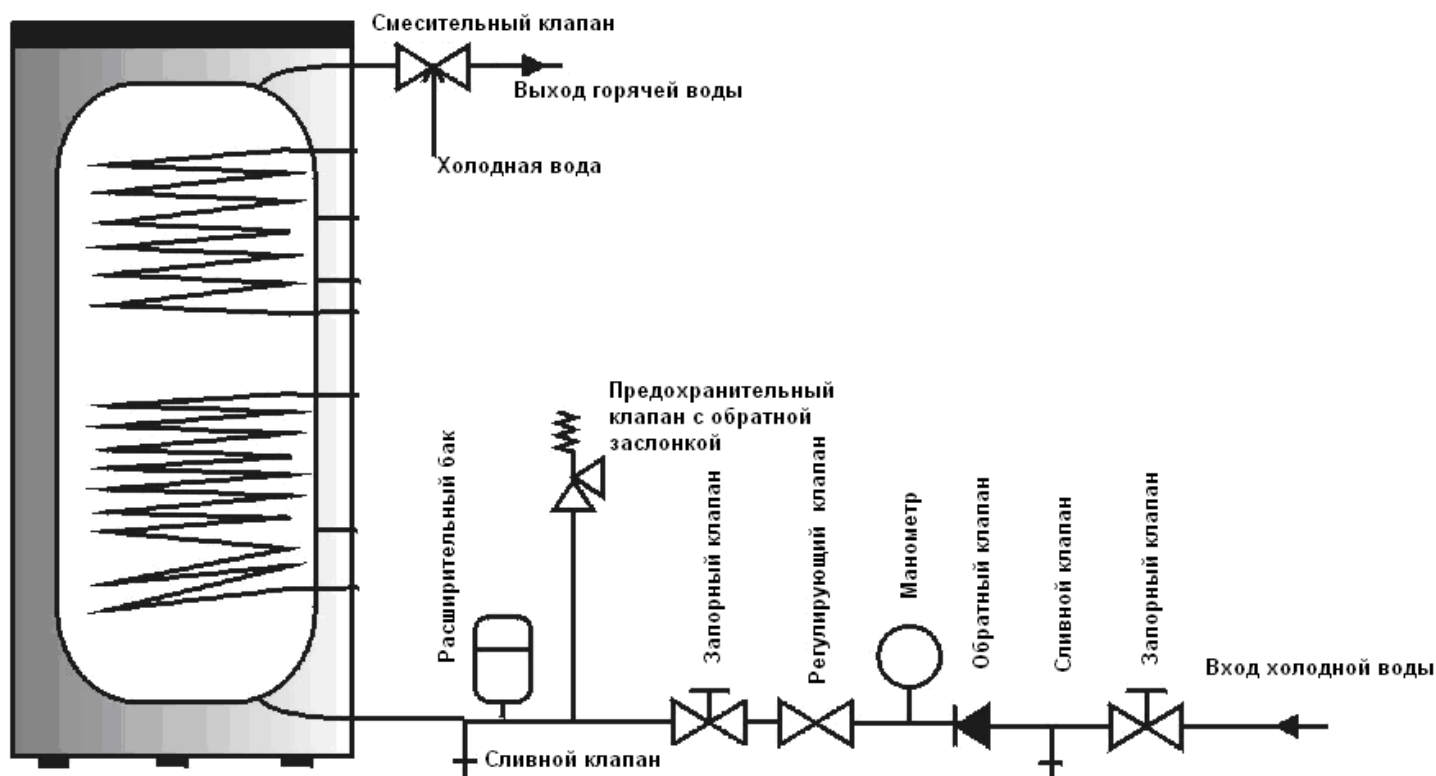 Смесительный клапан
Выход горячей воды
Холодная вода
Предохранительный
клапан с обратной
заслонкой
Расширительный бак
Запорный клапан
Регулирующий клапан
Манометр
Обратный клапан
Сливной клапан
Запорный клапан
Вход холодной воды
Сливной клапан